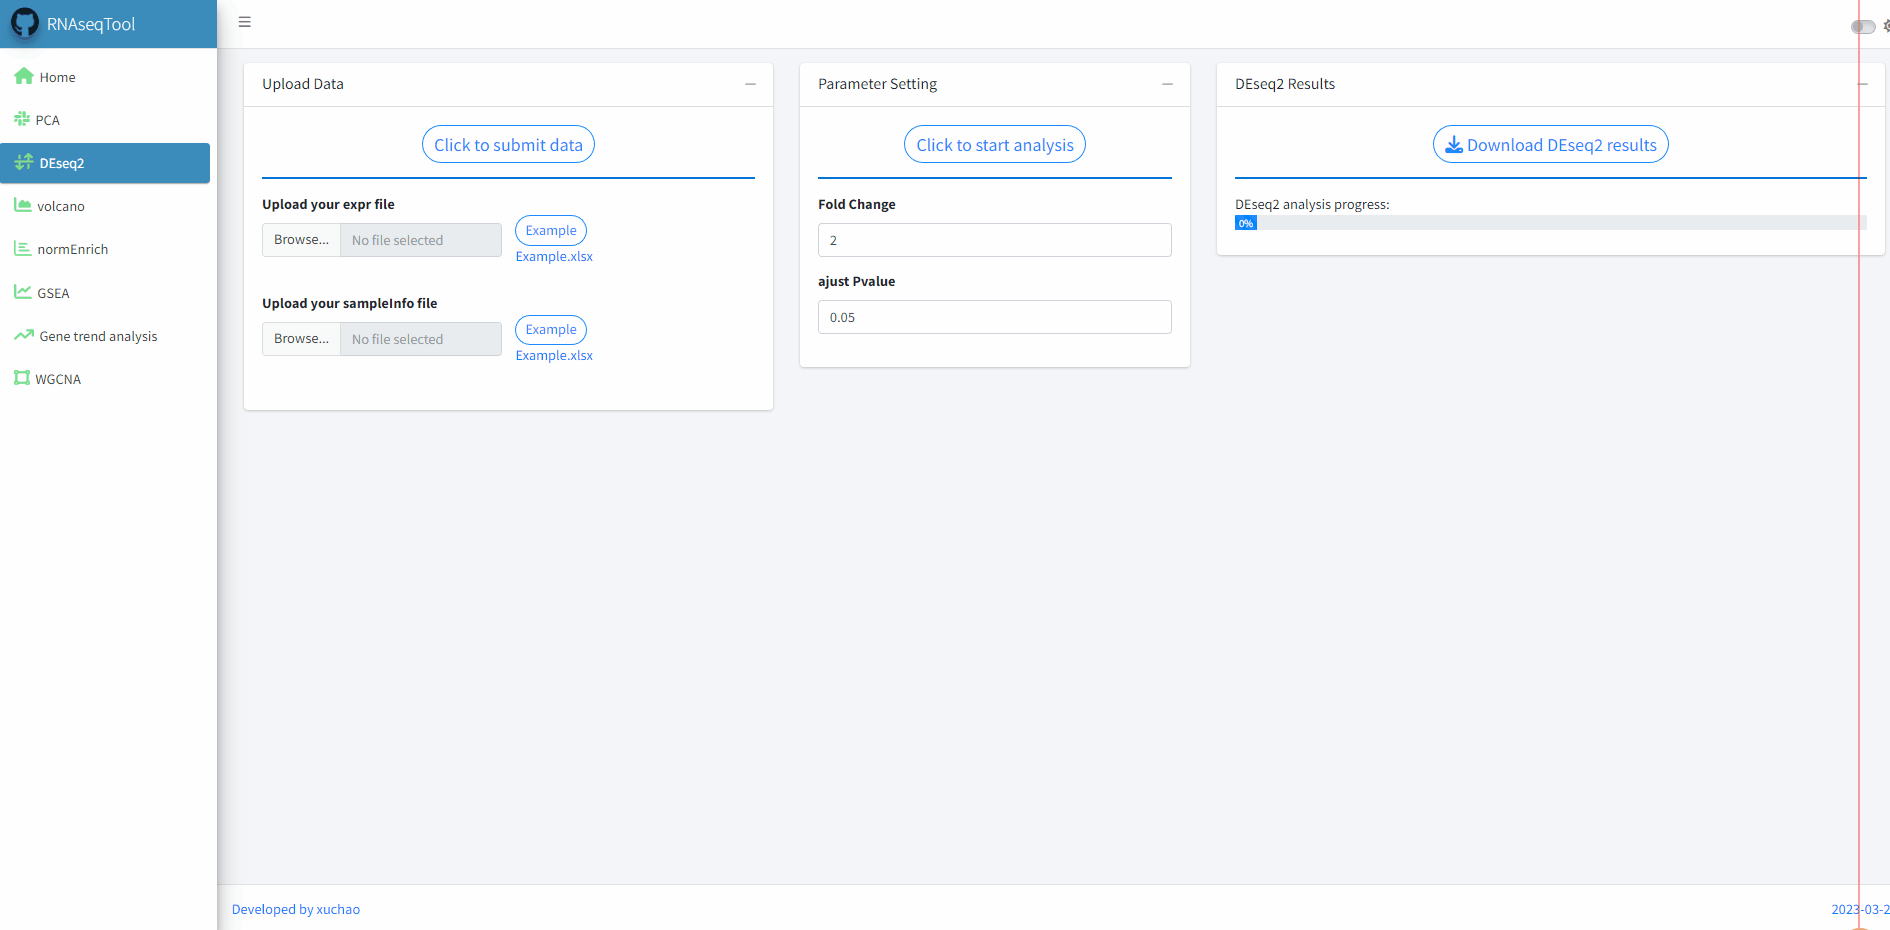 RNAseqTool
Home
PCA
DEseq2
volcano
normEnrich
GSEA
Gene trend analysis
WGCNA
Upload Data
Click to submit data
Upload your expr file
Browse... No file selected
Example
Example.xlsx
Upload your sampleInfo file
Browse... No file selected
Example
Example.xlsx
Parameter Setting
Click to start analysis
Fold Change
2
ajust Pvalue
0.05
DEseq2 Results
Download DEseq2 results
DEseq2 analysis progress:
0%
Developed by xuchao
2023-03-2